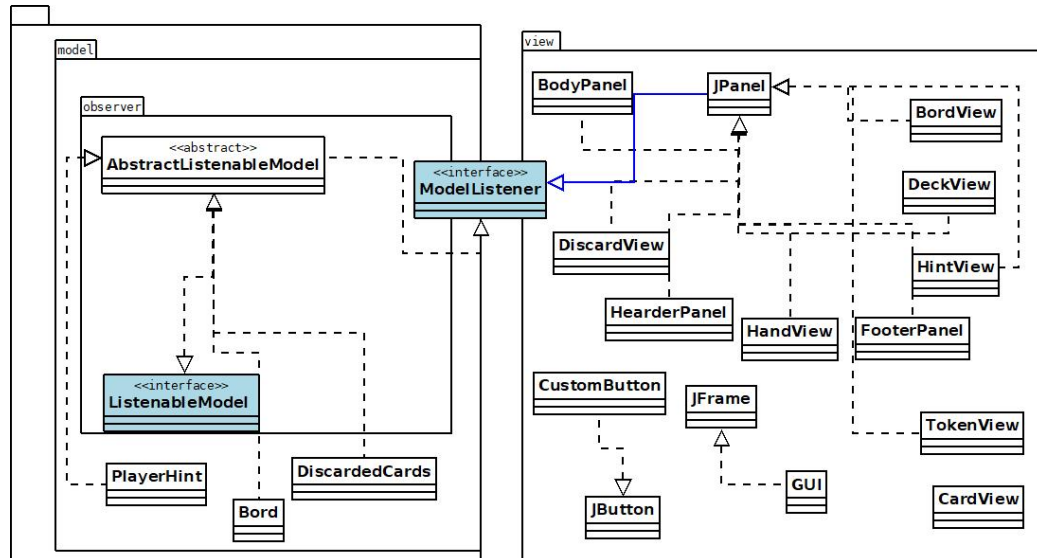 model
observer
<<abstract>>
AbstractListenableModel
<<interface>>
ModelListener
<<interface>>
ListenableModel
PlayerHint
Bord
DiscardedCards
view
BodyPanel
JPanel
BordView
DeckView
DiscardView
HintView
HearderPanel
HandView
FooterPanel
CustomButton
JFrame
TokenView
JButton
GUI
CardView